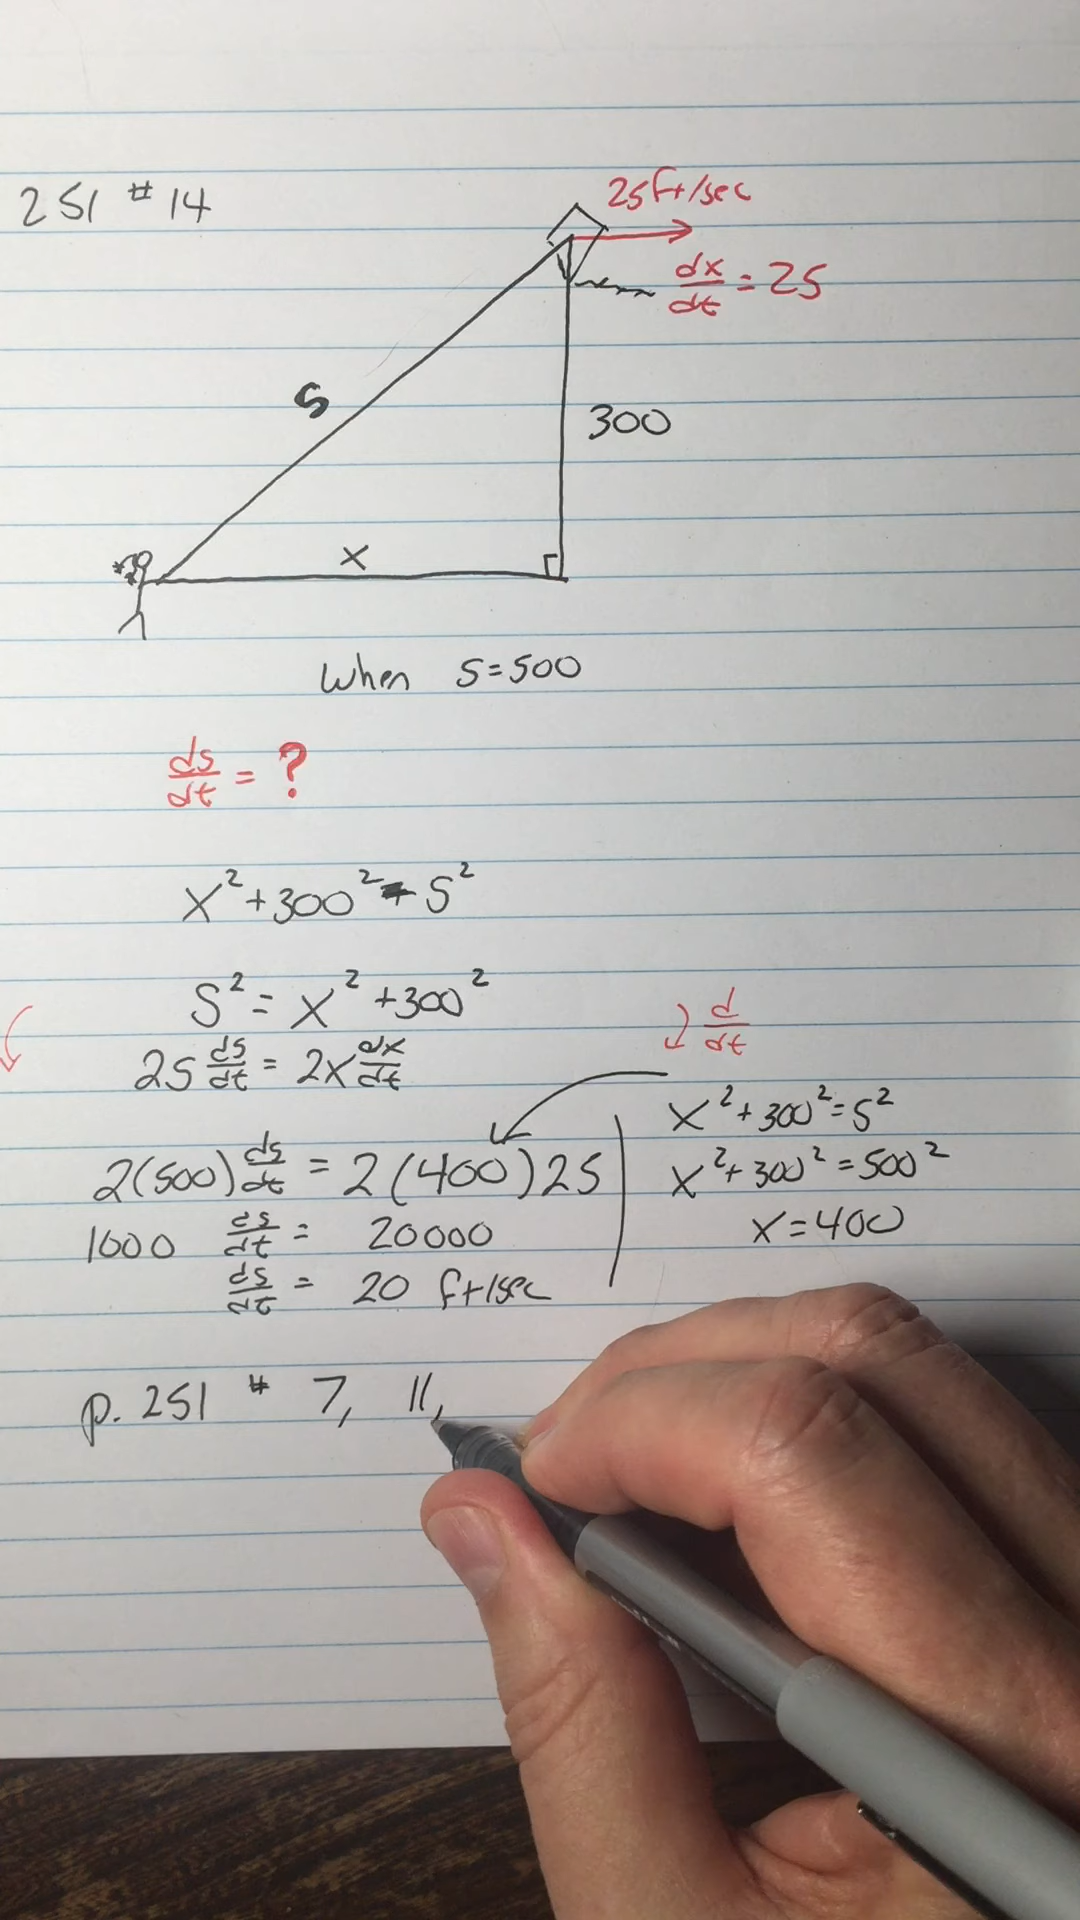 251 # 14
25ft/sec
dx/dt = 25
S
300
x
When S=500
ds/dt = ?
x² + 300² = S²
S² = x² + 300²
d/dt
2S ds/dt = 2x dx/dt
x² + 300² = S²
2(500) ds/dt = 2(400)25
x² + 300² = 500²
1000 ds/dt = 20000
x = 400
ds/dt = 20 ft/sec
p. 251 # 7, 11,